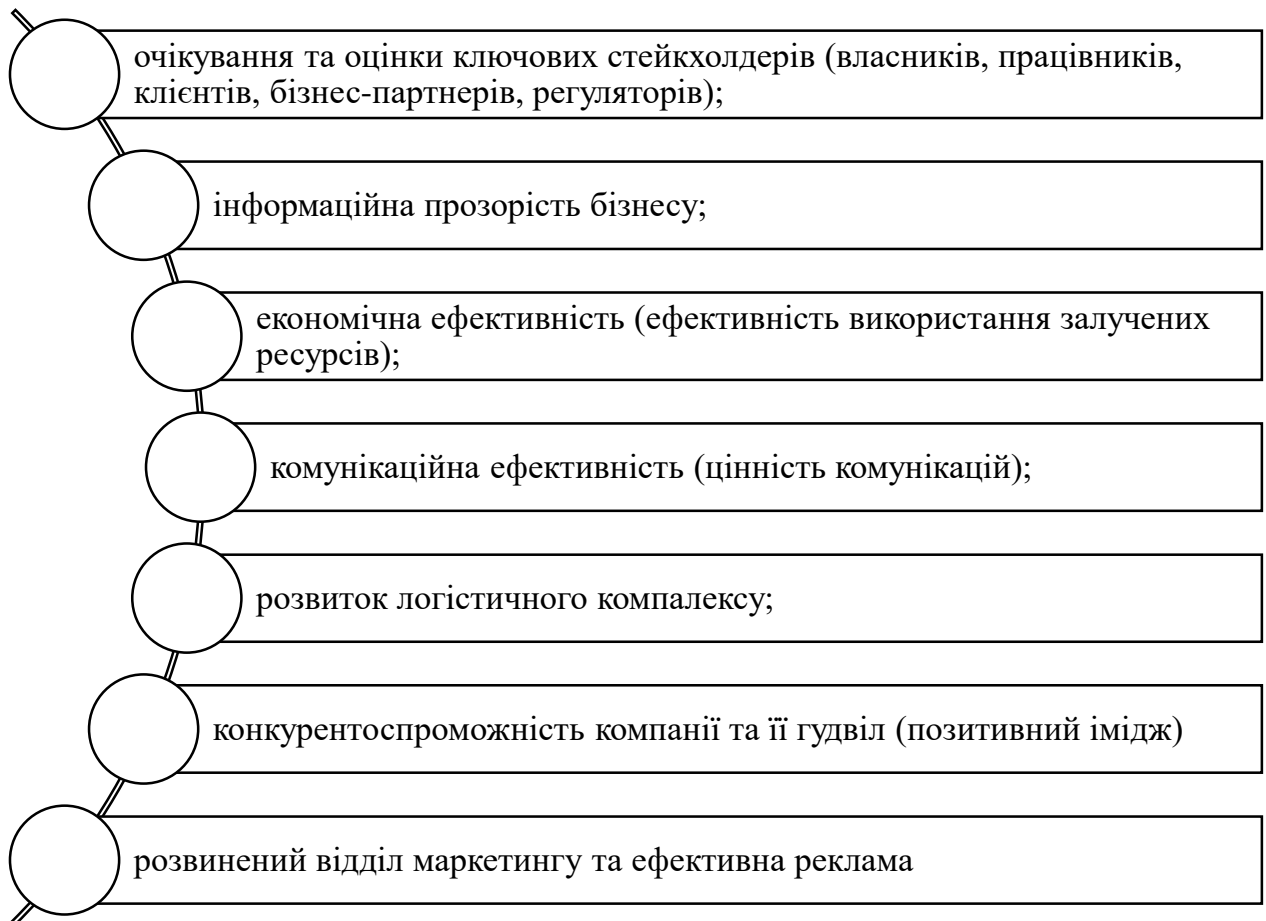 очікування та оцінки ключових стейкхолдерів (власників, працівників,
клієнтів, бізнес-партнерів, регуляторів);
інформаційна прозорість бізнесу;
економічна ефективність (ефективність використання залучених
ресурсів);
комунікаційна ефективність (цінність комунікацій);
розвиток логістичного компалексу;
конкурентоспроможність компанії та її гудвіл (позитивний імідж)
розвинений відділ маркетингу та ефективна реклама